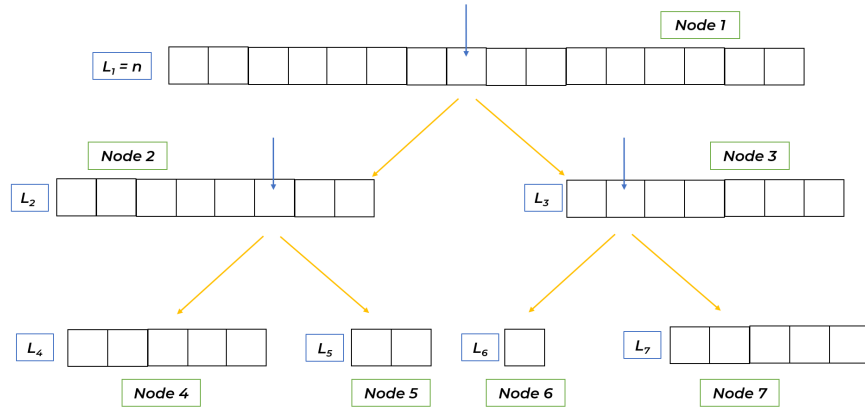 Node 1
L₁ = n
Node 2
Node 3
L₂
L₃
L₄
L₅
L₆
L₇
Node 4
Node 5
Node 6
Node 7